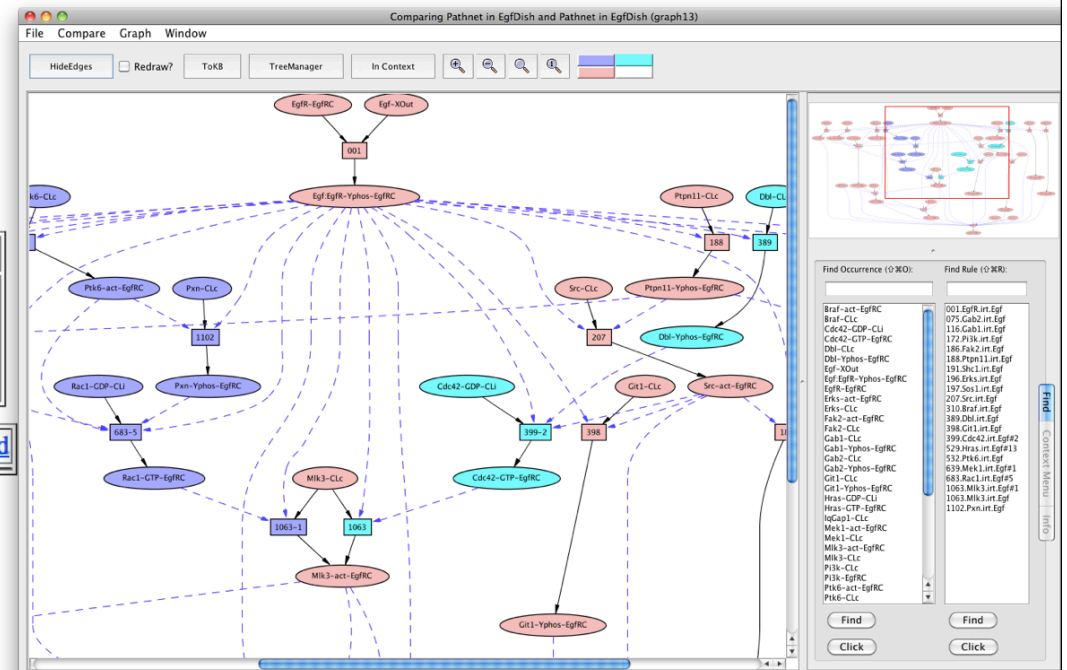 Comparing Pathnet in EgfDish and Pathnet in EgfDish (graph13)
File Compare Graph Window
HideEdges Redraw? ToKB TreeManager In Context
EgfR-EgfRC Egf-XOut
001
k6-CLc Egf:EgfR-Yphos-EgfRC Ptpn11-CLc Dbl-CL
188 389
Ptk6-act-EgfRC Pxn-CLc Src-CLc Ptpn11-Yphos-EgfRC
1102 207 Dbl-Yphos-EgfRC
Rac1-GDP-CLi Pxn-Yphos-EgfRC Cdc42-GDP-CLi Git1-CLc Src-act-EgfRC
683-5 399-2 398 18
Rac1-GTP-EgfRC Mlk3-CLc Cdc42-GTP-EgfRC
1063-1 1063
Mlk3-act-EgfRC
Git1-Yphos-EgfRC
d
Find Occurrence (⇧⌘O): Find Rule (⇧⌘R):
Braf-act-EgfRC
Braf-CLc
Cdc42-GDP-CLi
Cdc42-GTP-EgfRC
Dbl-CLc
Dbl-Yphos-EgfRC
Egf-XOut
Egf:EgfR-Yphos-EgfRC
EgfR-EgfRC
Erks-act-EgfRC
Erks-CLc
Fak2-act-EgfRC
Fak2-CLc
Gab1-CLc
Gab1-Yphos-EgfRC
Gab2-CLc
Gab2-Yphos-EgfRC
Git1-CLc
Git1-Yphos-EgfRC
Hras-GDP-CLi
Hras-GTP-EgfRC
IqGap1-CLc
Mek1-act-EgfRC
Mek1-CLc
Mlk3-act-EgfRC
Mlk3-CLc
Pi3k-CLc
Pi3k-EgfRC
Ptk6-act-EgfRC
Ptk6-CLc
001.EgfR.irt.Egf
075.Gab2.irt.Egf
116.Gab1.irt.Egf
172.Pi3k.irt.Egf
186.Fak2.irt.Egf
188.Ptpn11.irt.Egf
191.Shc1.irt.Egf
196.Erks.irt.Egf
197.Sos1.irt.Egf
207.Src.irt.Egf
310.Braf.irt.Egf
389.Dbl.irt.Egf
398.Git1.irt.Egf
399.Cdc42.irt.Egf#2
529.Hras.irt.Egf#13
532.Ptk6.irt.Egf
639.Mek1.irt.Egf#1
683.Rac1.irt.Egf#5
1063.Mlk3.irt.Egf#1
1063.Mlk3.irt.Egf
1102.Pxn.irt.Egf
Find Find
Click Click
Find
Context Menu
Info